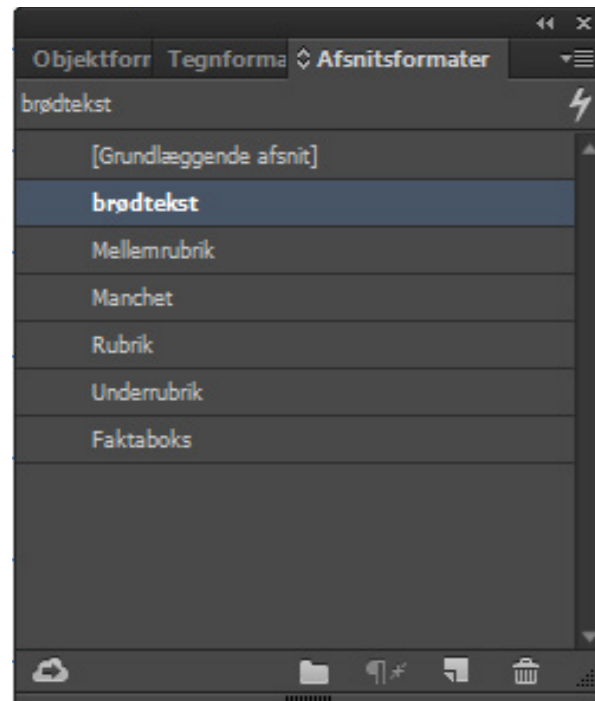 Objektforr Tegnforma Afsnitsformater
brødtekst
[Grundlæggende afsnit]
brødtekst
Mellemrubrik
Manchet
Rubrik
Underrubrik
Faktaboks